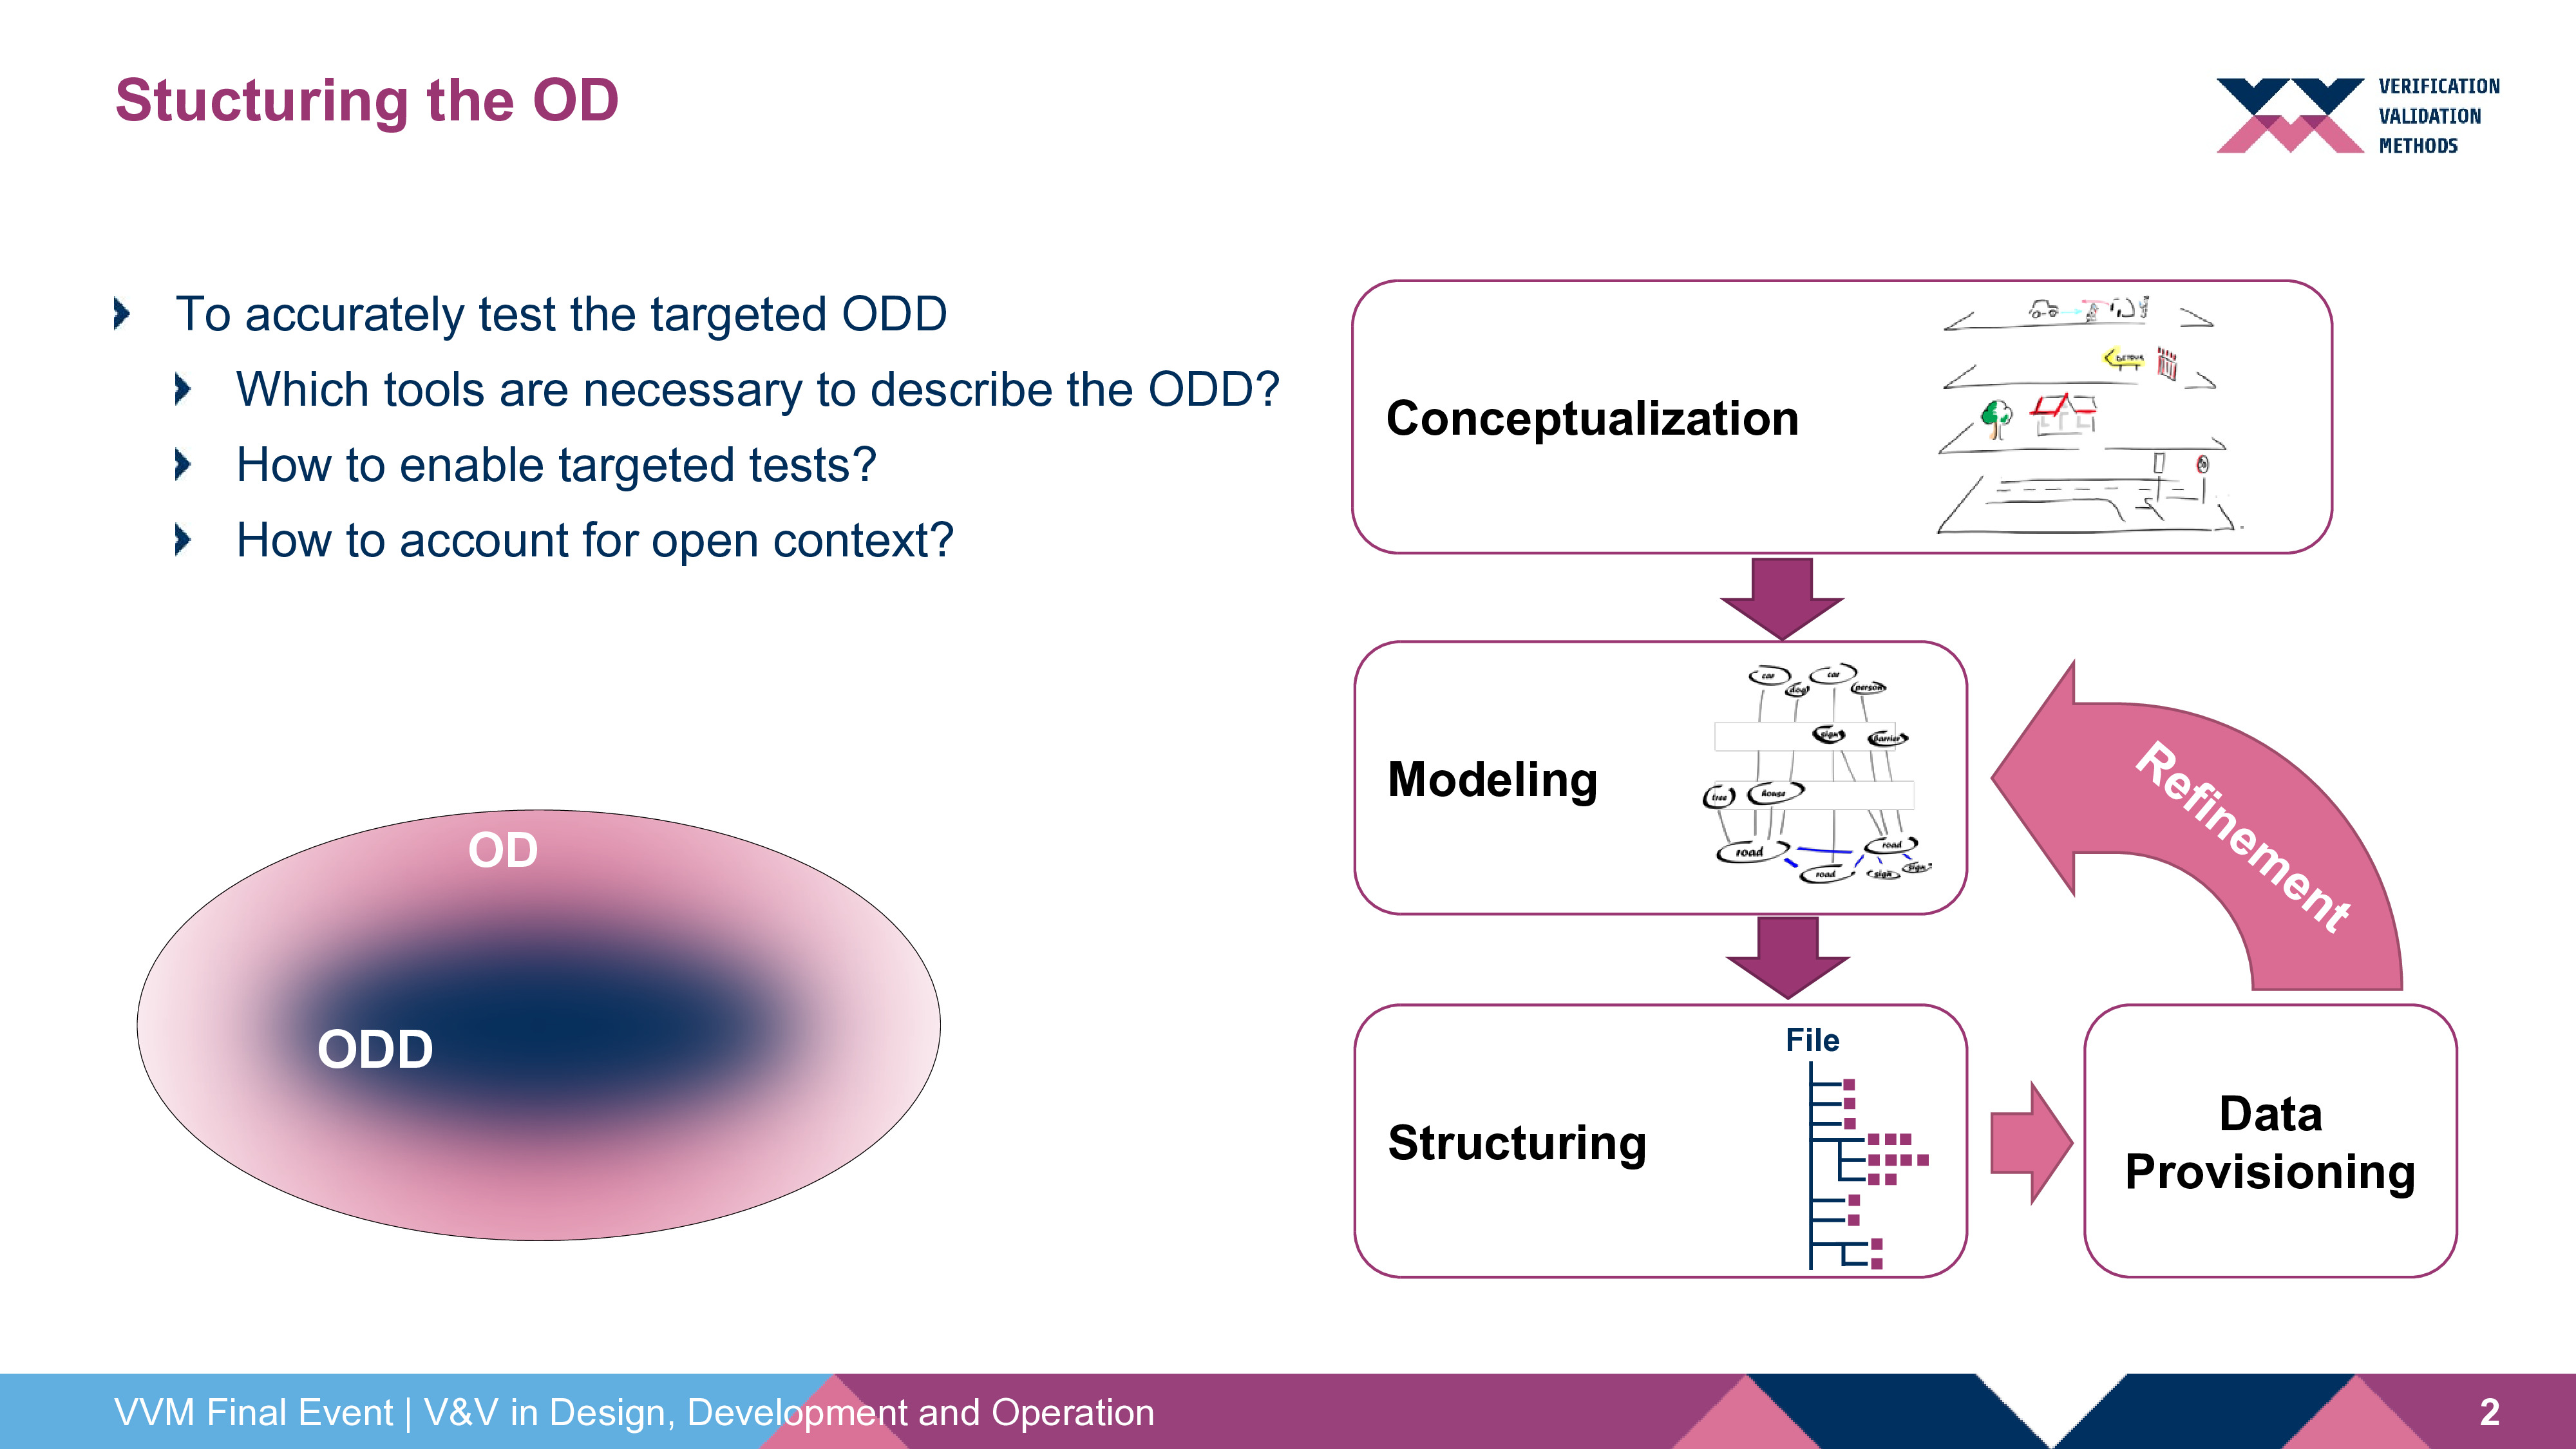 Stucturing the OD
VERIFICATION
VALIDATION
METHODS
To accurately test the targeted ODD
Which tools are necessary to describe the ODD?
How to enable targeted tests?
How to account for open context?
OD
ODD
Conceptualization
DETOUR
Modeling
car
car
dog
person
sign
barrier
tree
house
road
road
road
sign
sign
Refinement
Structuring
File
Data
Provisioning
VVM Final Event | V&V in Design, Development and Operation
2